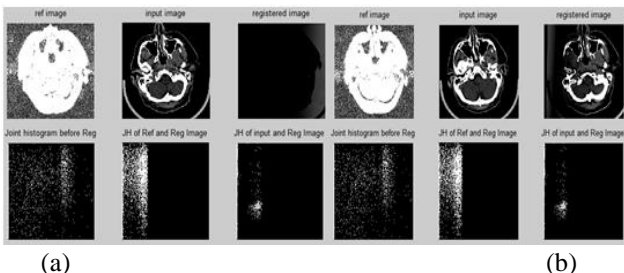 ref image input image registered image ref image input image registered image
Joint histogram before Reg JH of Ref and Reg Image JH of input and Reg Image Joint histogram before Reg JH of Ref and Reg Image JH of input and Reg Image
(a) (b)